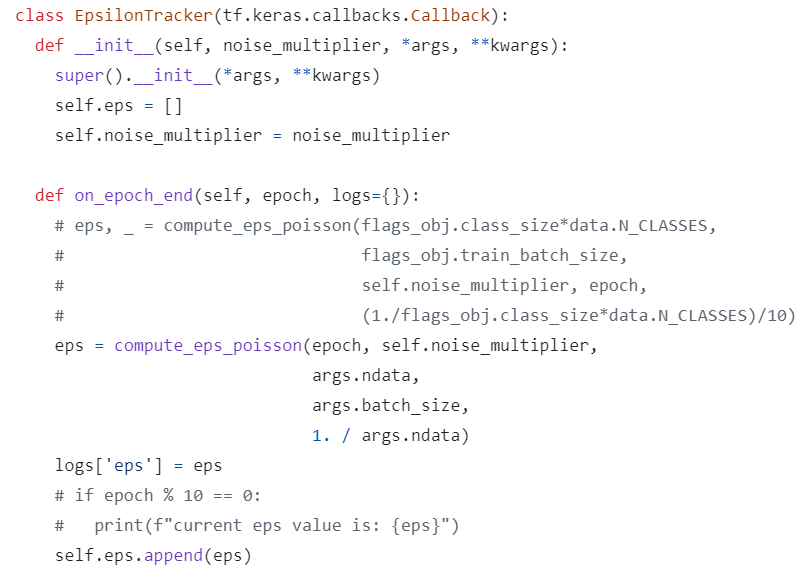 class EpsilonTracker(tf.keras.callbacks.Callback):
  def __init__(self, noise_multiplier, *args, **kwargs):
    super().__init__(*args, **kwargs)
    self.eps = []
    self.noise_multiplier = noise_multiplier

  def on_epoch_end(self, epoch, logs={}):
    # eps, _ = compute_eps_poisson(flags_obj.class_size*data.N_CLASSES,
    #                              flags_obj.train_batch_size,
    #                              self.noise_multiplier, epoch,
    #                              (1./flags_obj.class_size*data.N_CLASSES)/10)
    eps = compute_eps_poisson(epoch, self.noise_multiplier,
                              args.ndata,
                              args.batch_size,
                              1. / args.ndata)
    logs['eps'] = eps
    # if epoch % 10 == 0:
    #   print(f"current eps value is: {eps}")
    self.eps.append(eps)